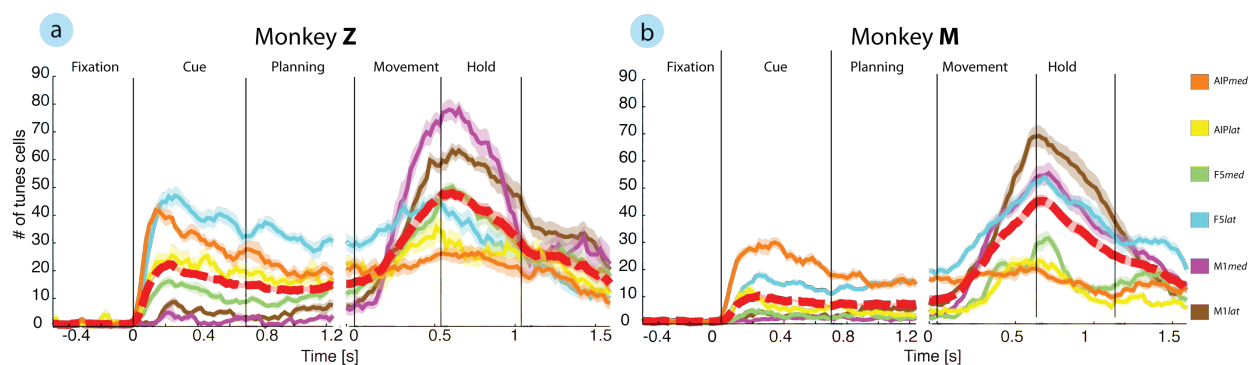 a
Monkey Z
b
Monkey M
Fixation Cue Planning Movement Hold
Fixation Cue Planning Movement Hold
# of tunes cells
90
80
70
60
50
40
30
20
10
0
90
80
70
60
50
40
30
20
10
0
AIPmed
AIPlat
F5med
F5lat
M1med
M1lat
-0.4 0 0.4 0.8 1.2 0 0.5 1 1.5
-0.4 0 0.4 0.8 1.2 0 0.5 1 1.5
Time [s]
Time [s]